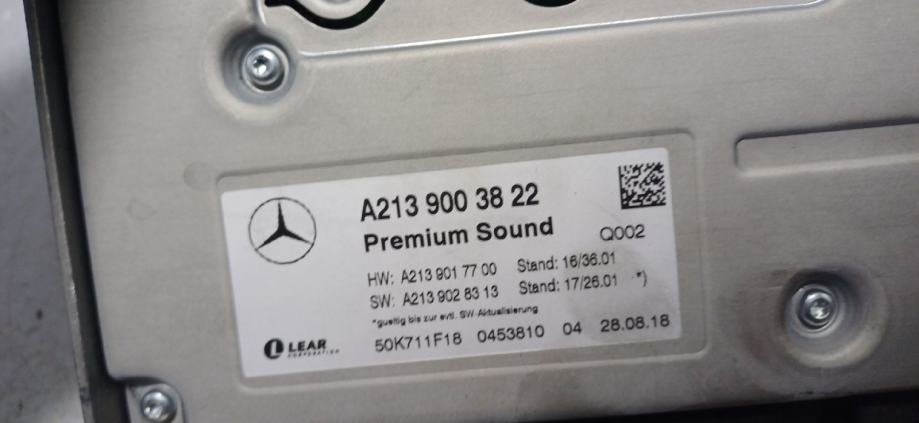 A213 900 38 22
Premium Sound
Q002
HW: A213 901 77 00 Stand: 16/36.01
SW: A213 902 83 13 Stand: 17/26.01 *)
*gueltig bis zur evtl. SW-Aktualisierung
LEAR
CORPORATION
50K711F18 0453810 04 28.08.18